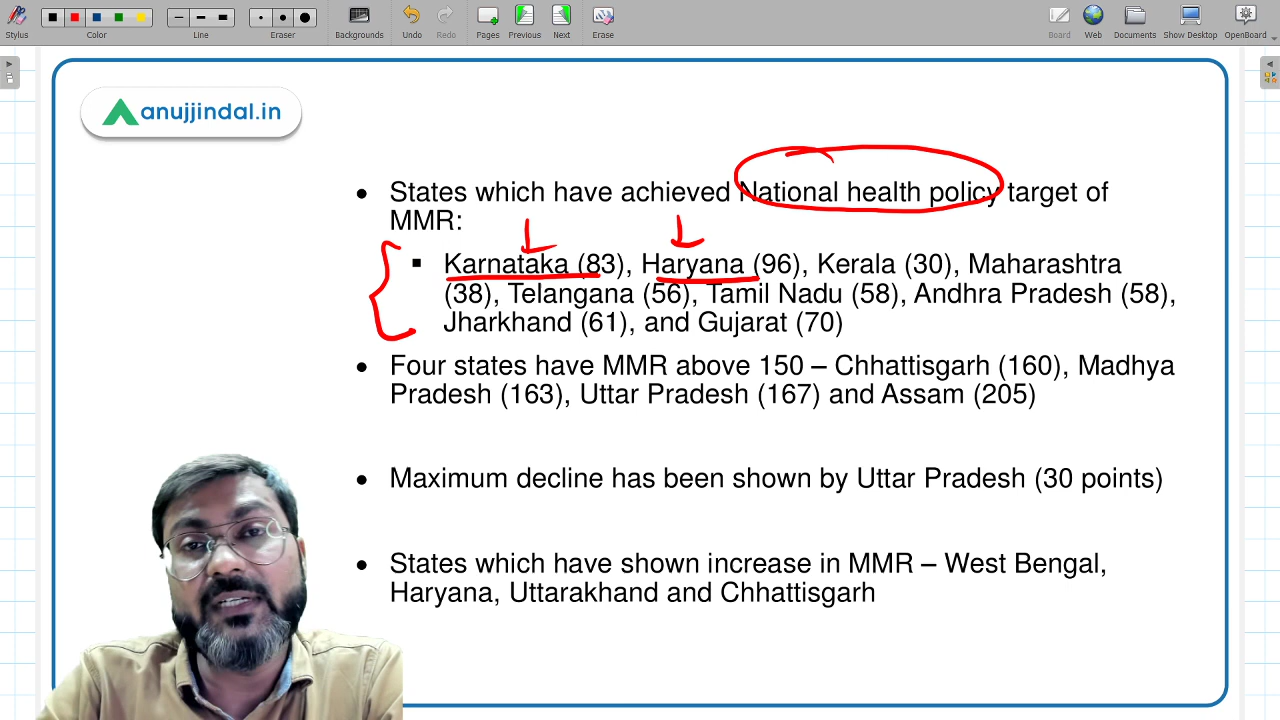 Stylus Color Line Eraser Backgrounds Undo Redo Pages Previous Next Erase Board Web Documents Show Desktop OpenBoard
anujjindal.in
• States which have achieved National health policy target of
MMR:
▪ Karnataka (83), Haryana (96), Kerala (30), Maharashtra
(38), Telangana (56), Tamil Nadu (58), Andhra Pradesh (58),
Jharkhand (61), and Gujarat (70)
• Four states have MMR above 150 – Chhattisgarh (160), Madhya
Pradesh (163), Uttar Pradesh (167) and Assam (205)
• Maximum decline has been shown by Uttar Pradesh (30 points)
• States which have shown increase in MMR – West Bengal,
Haryana, Uttarakhand and Chhattisgarh